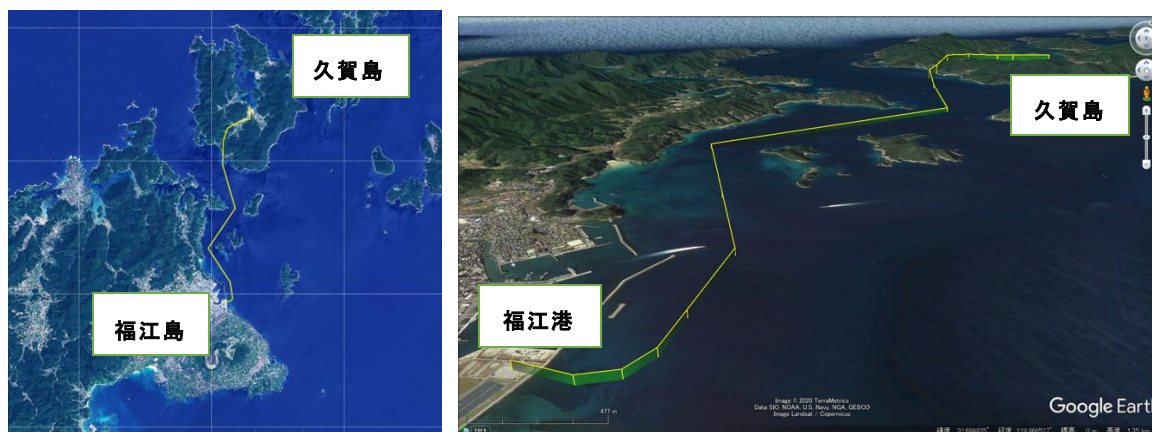 久賀島
福江島
久賀島
福江港
477 m
Image © 2020 TerraMetrics
Data SIO, NOAA, U.S. Navy, NGA, GEBCO
Image Landsat / Copernicus
Google Earth